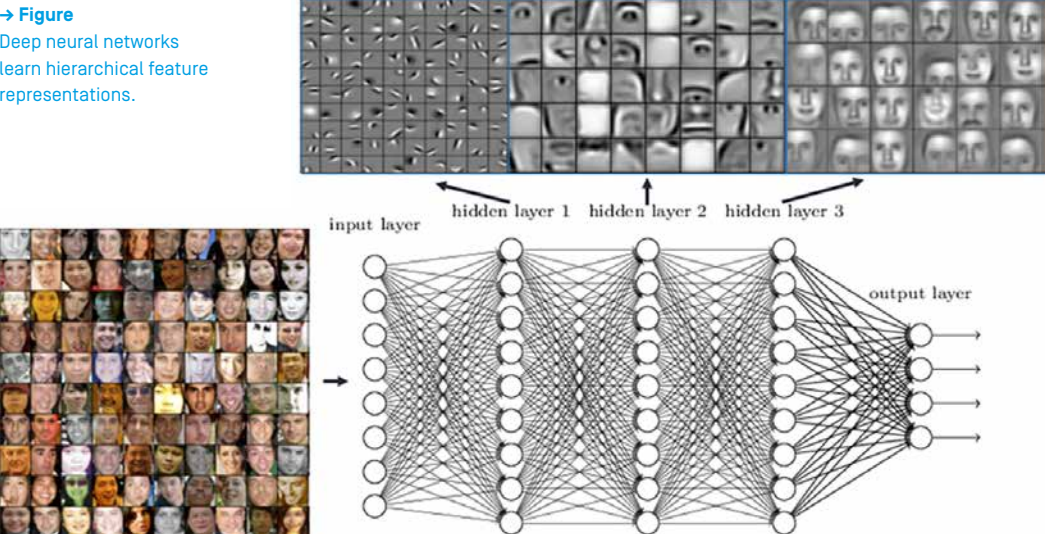 → Figure
Deep neural networks
learn hierarchical feature
representations.
hidden layer 1 hidden layer 2 hidden layer 3
input layer
output layer